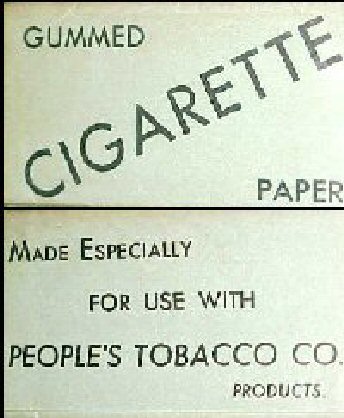 GUMMED
CIGARETTE
PAPER
MADE ESPECIALLY
FOR USE WITH
PEOPLE'S TOBACCO CO.
PRODUCTS.